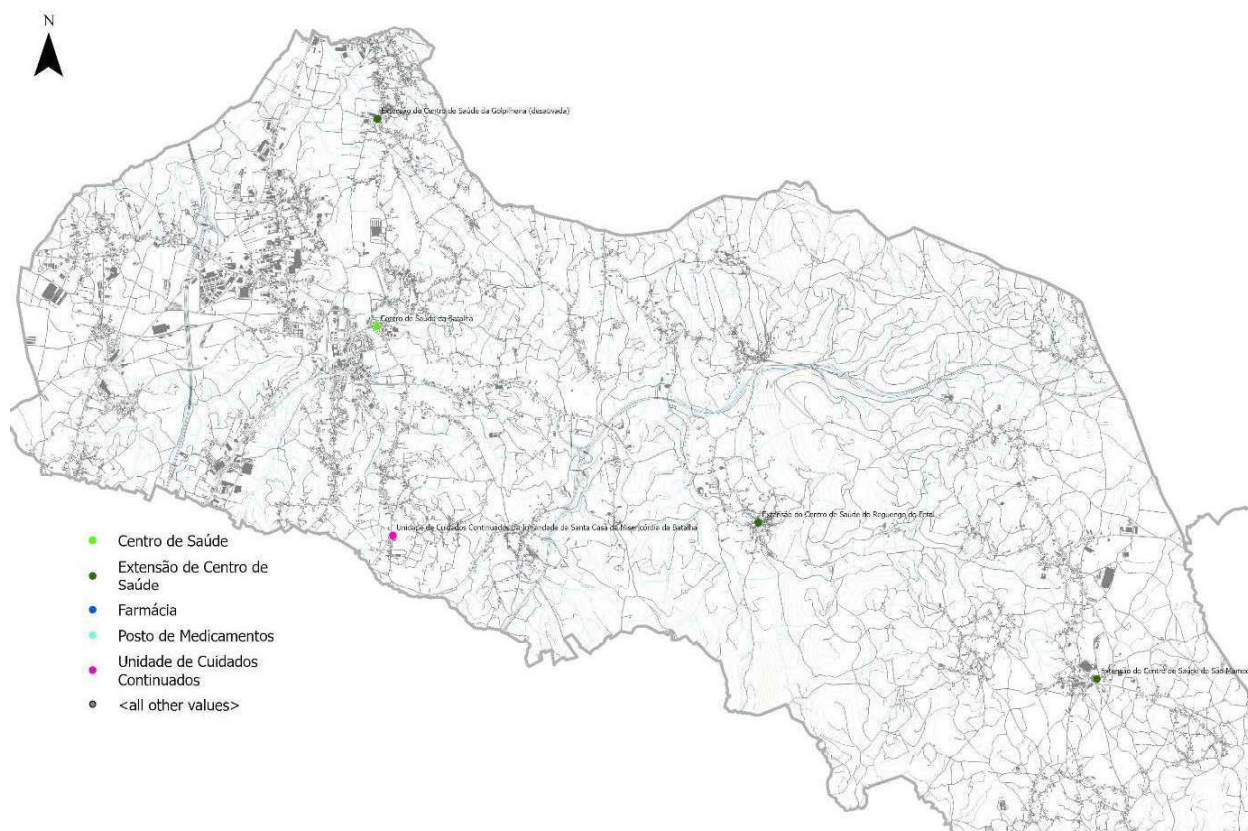 N
Extensão do Centro de Saúde da Golpilheira (desativada)
Centro de Saúde da Batalha
Extensão do Centro de Saúde do Reguengo do Fetal
Unidade de Cuidados Continuados da Irmandade da Santa Casa da Misericórdia da Batalha
Centro de Saúde
Extensão de Centro de
Saúde
Farmácia
Posto de Medicamentos
Unidade de Cuidados
Continuados
<all other values>
Extensão do Centro de Saúde de São Mamed